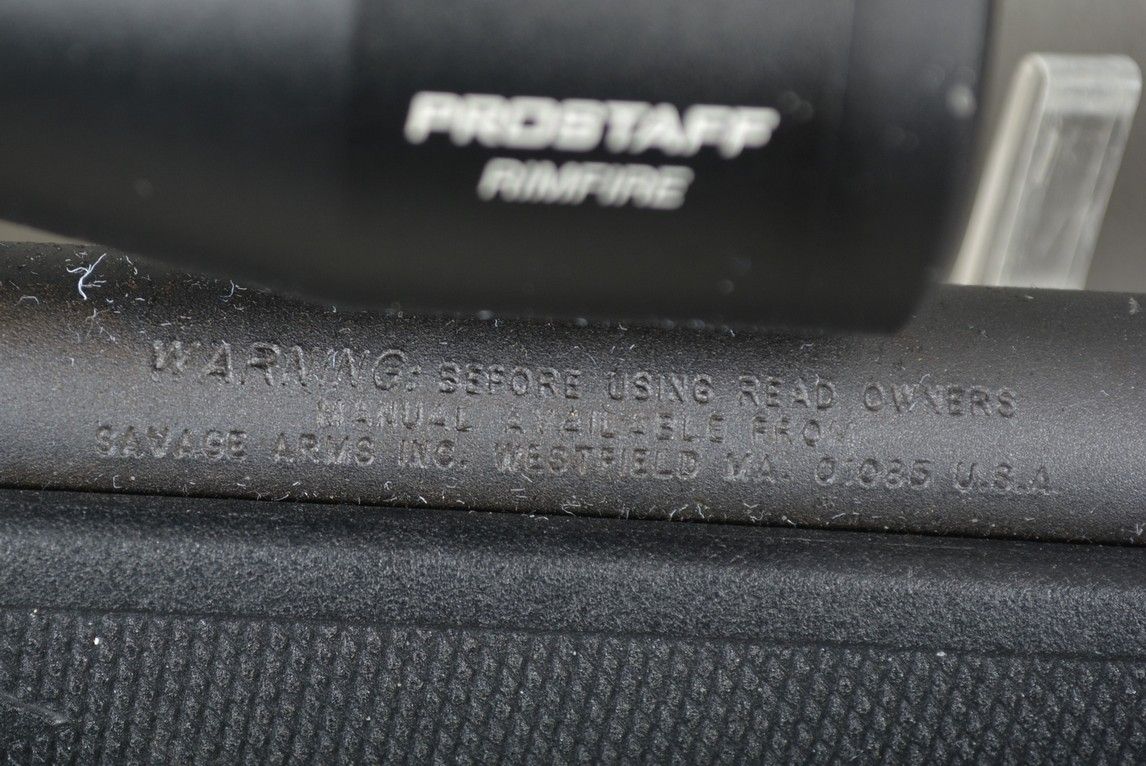 PROSTAFF
RIMFIRE
WARNING: BEFORE USING READ OWNERS
MANUAL AVAILABLE FROM
SAVAGE ARMS INC. WESTFIELD MA. 01085 U.S.A.